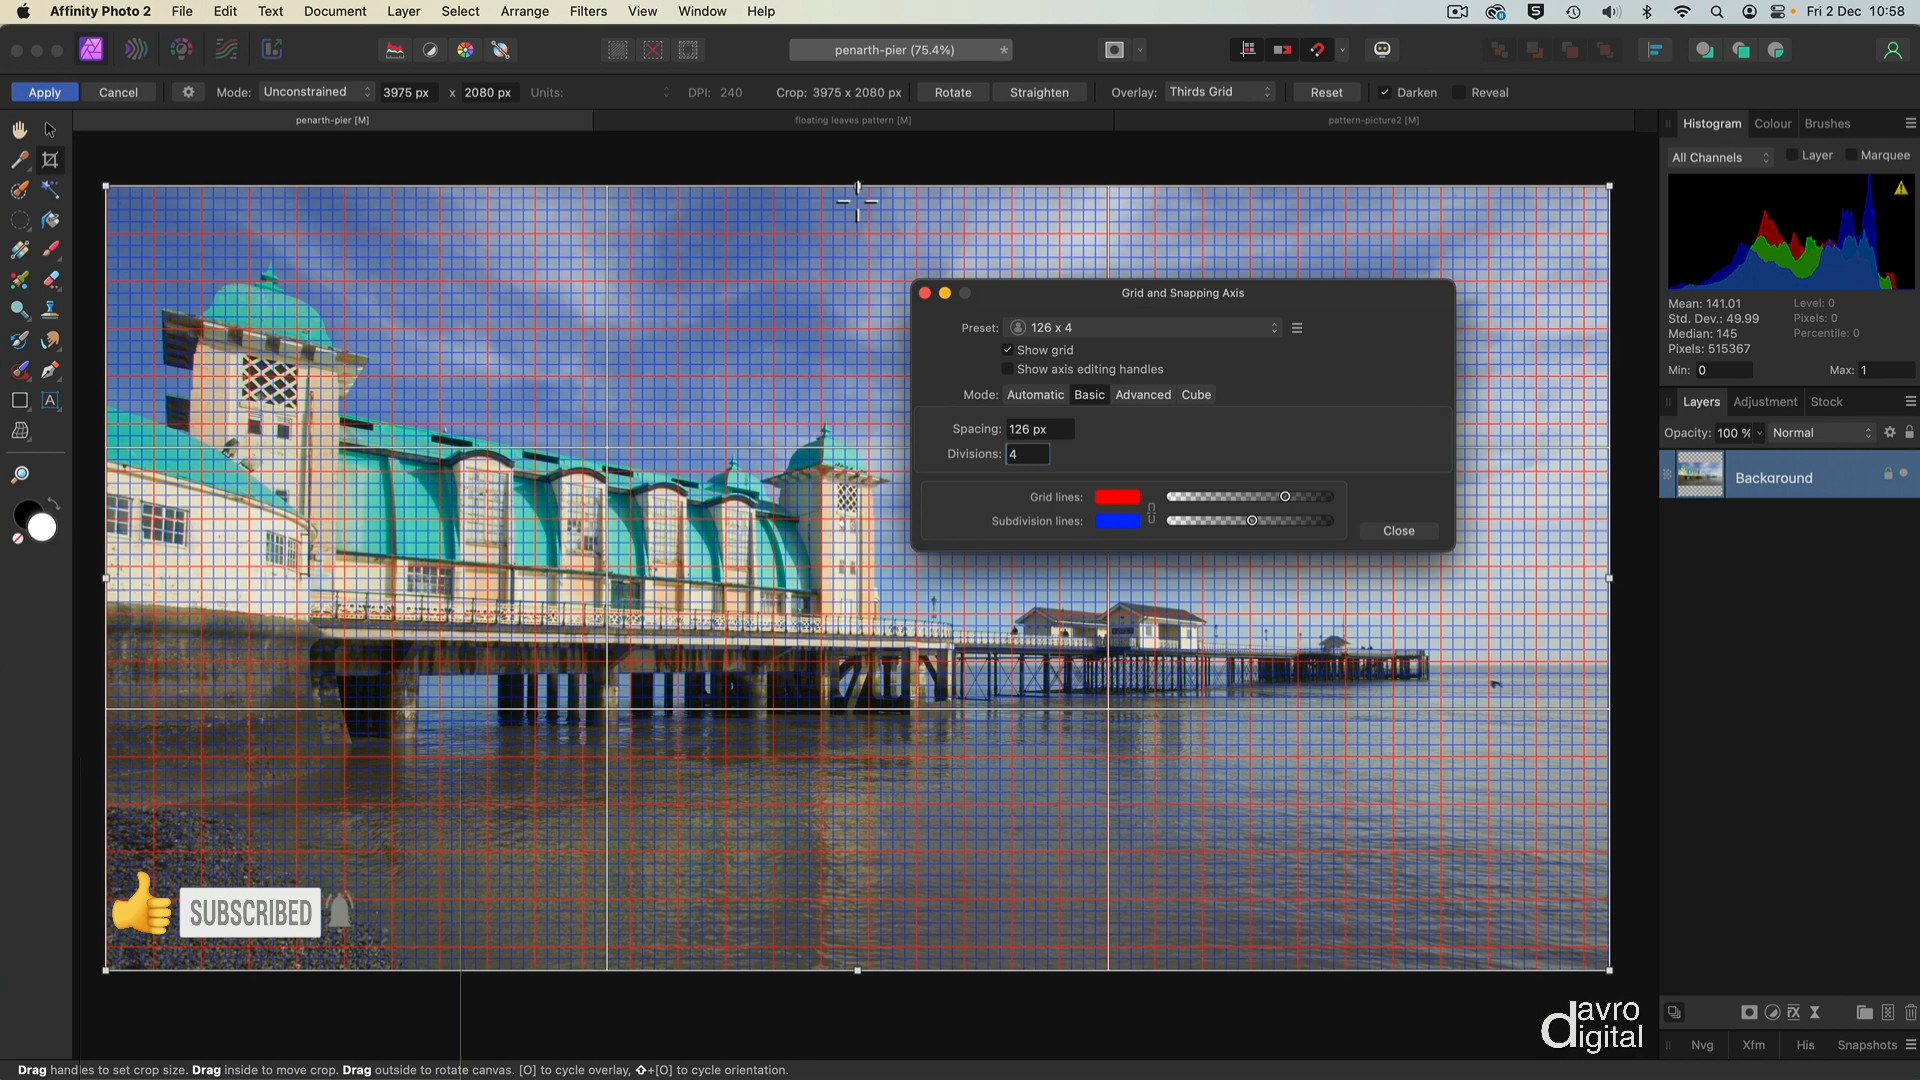 Affinity Photo 2 File Edit Text Document Layer Select Arrange Filters View Window Help Fri 2 Dec 10:58
penarth-pier (75.4%) *
Apply Cancel Mode: Unconstrained 3975 px x 2080 px Units: DPI: 240 Crop: 3975 x 2080 px Rotate Straighten Overlay: Thirds Grid Reset Darken Reveal
penarth-pier [M] floating leaves pattern [M] pattern-picture2 [M]
Histogram Colour Brushes
All Channels Layer Marquee
Mean: 141.01 Level: 0
Std. Dev.: 49.99 Pixels: 0
Median: 145 Percentile: 0
Pixels: 515367
Min: 0 Max: 1
Layers Adjustment Stock
Opacity: 100 % Normal
Background
Grid and Snapping Axis
Preset: 126 x 4
Show grid
Show axis editing handles
Mode: Automatic Basic Advanced Cube
Spacing: 126 px
Divisions: 4
Grid lines:
Subdivision lines:
Close
SUBSCRIBED
davro
digital
Nvg Xfm His Snapshots
Drag handles to set crop size. Drag inside to move crop. Drag outside to rotate canvas. [O] to cycle overlay, ⇧+[O] to cycle orientation.